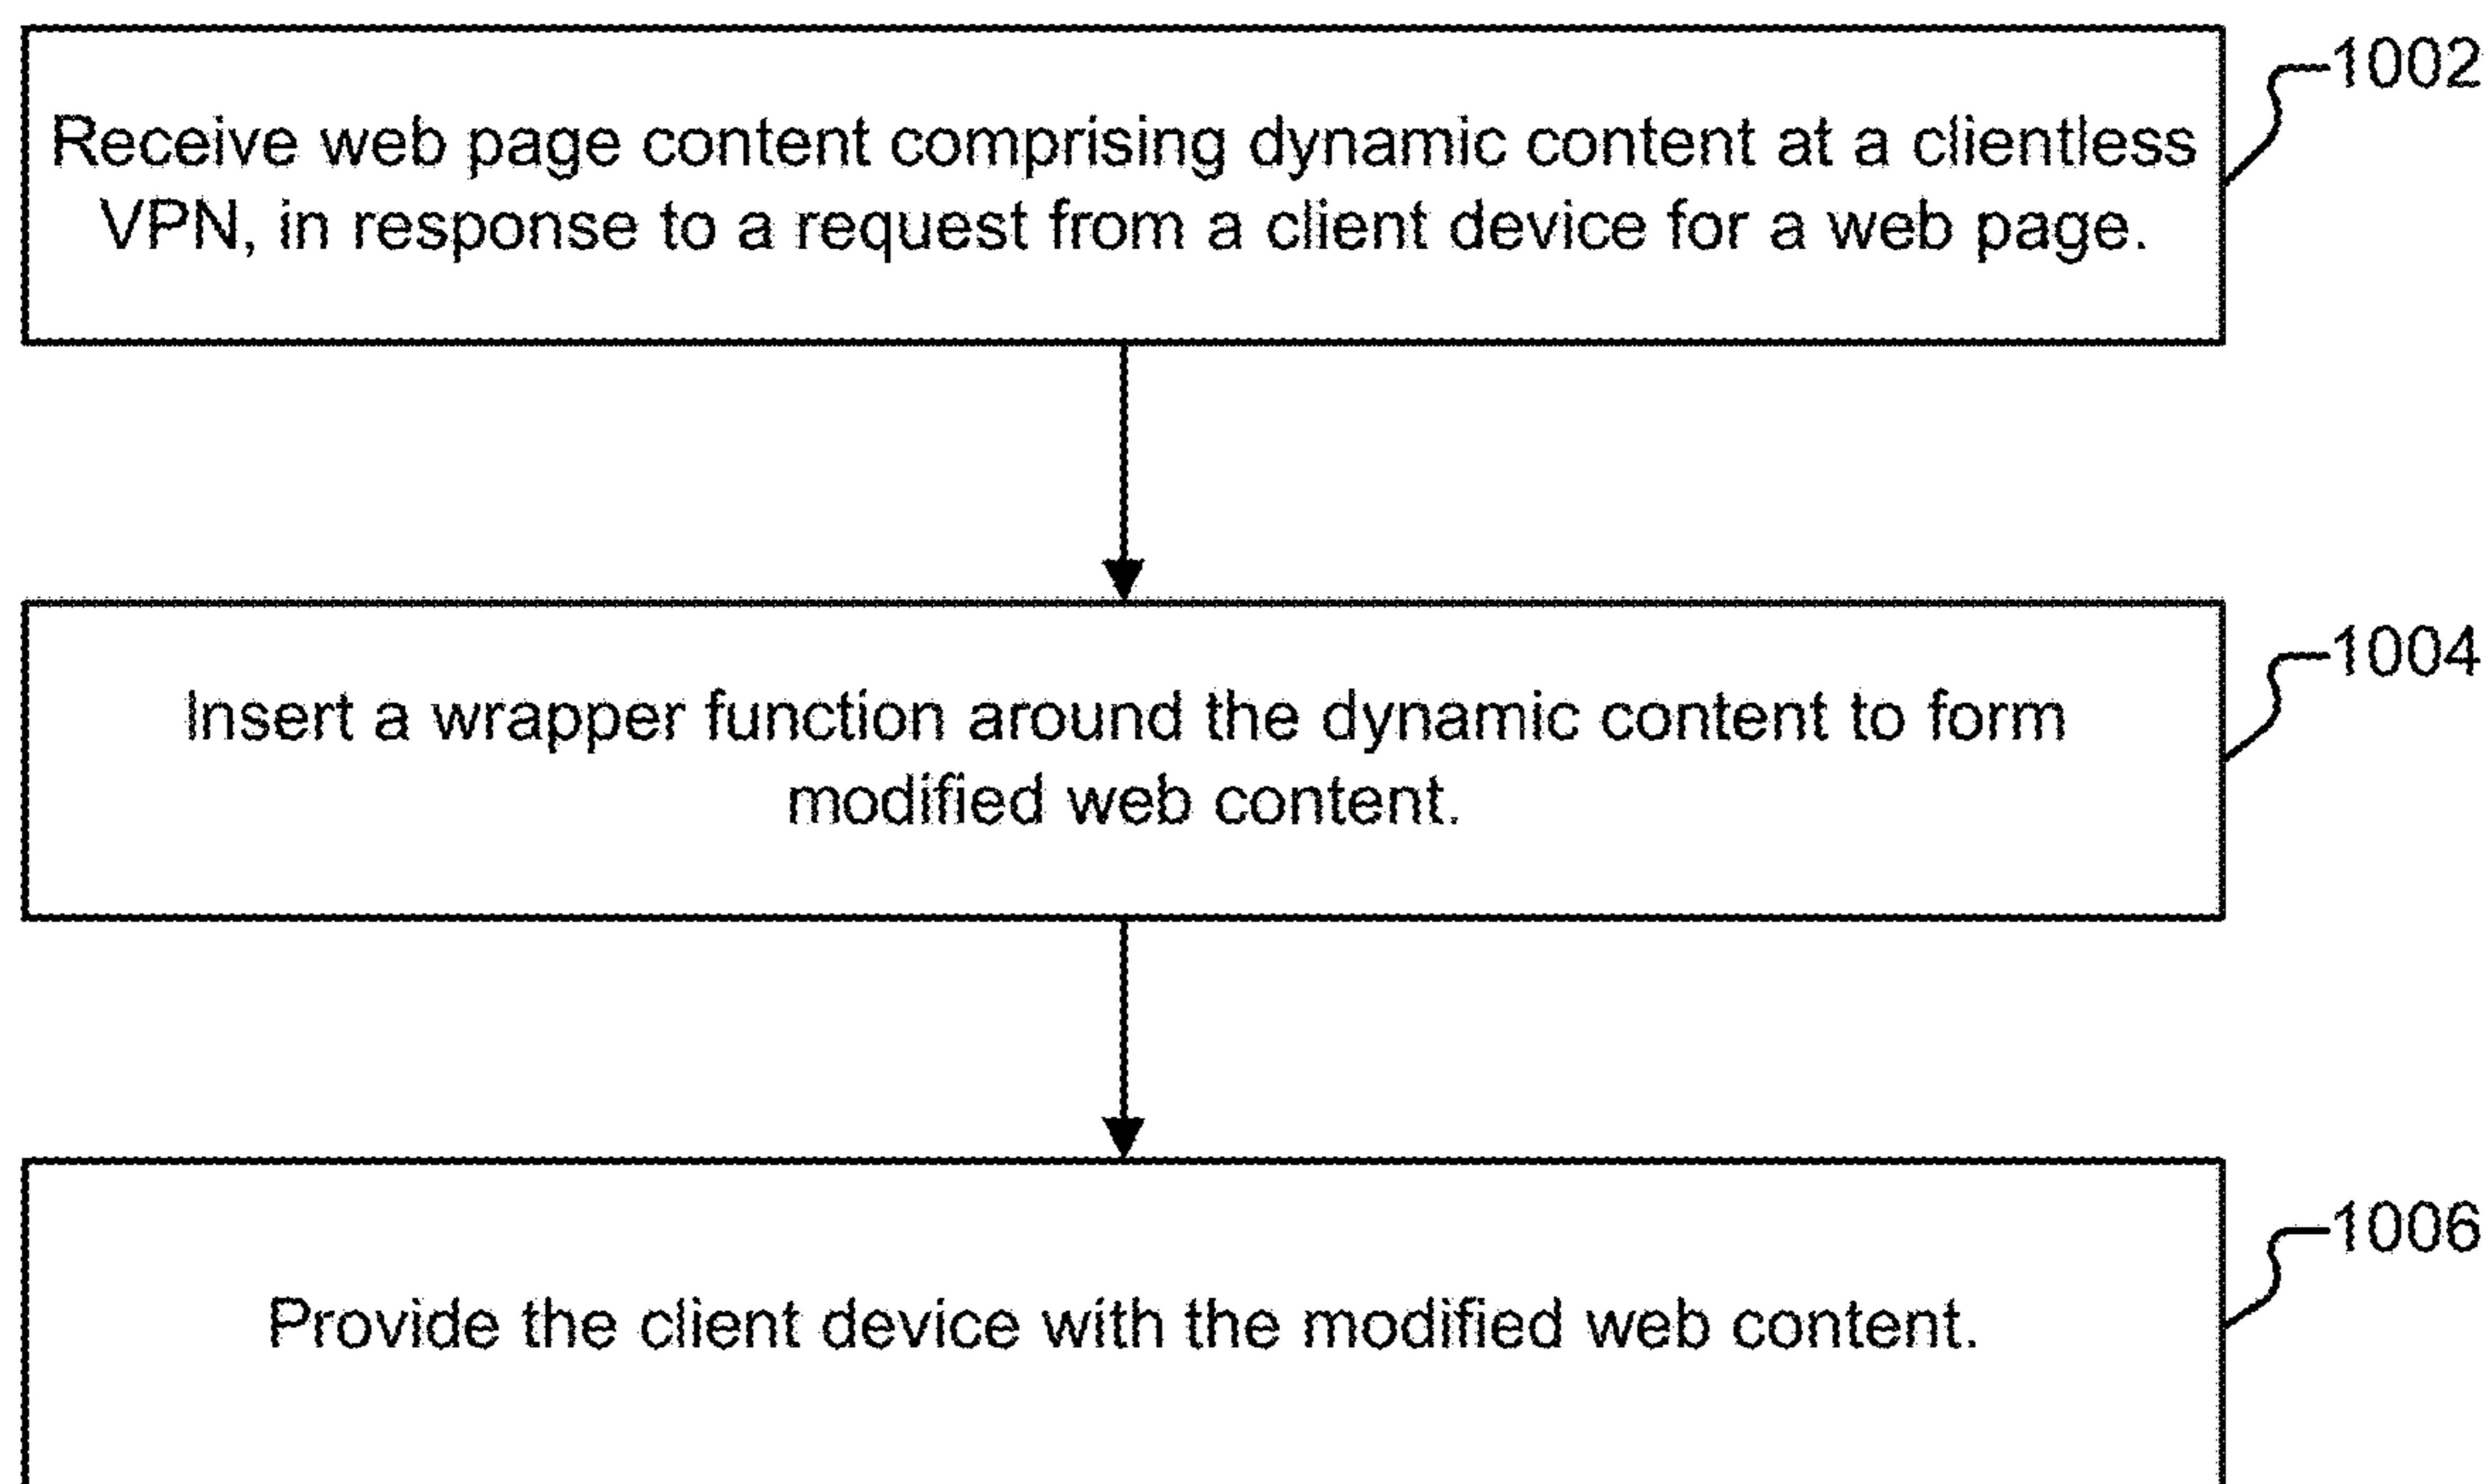 1002
Receive web page content comprising dynamic content at a clientless
VPN, in response to a request from a client device for a web page.
1004
Insert a wrapper function around the dynamic content to form
modified web content.
1006
Provide the client device with the modified web content.